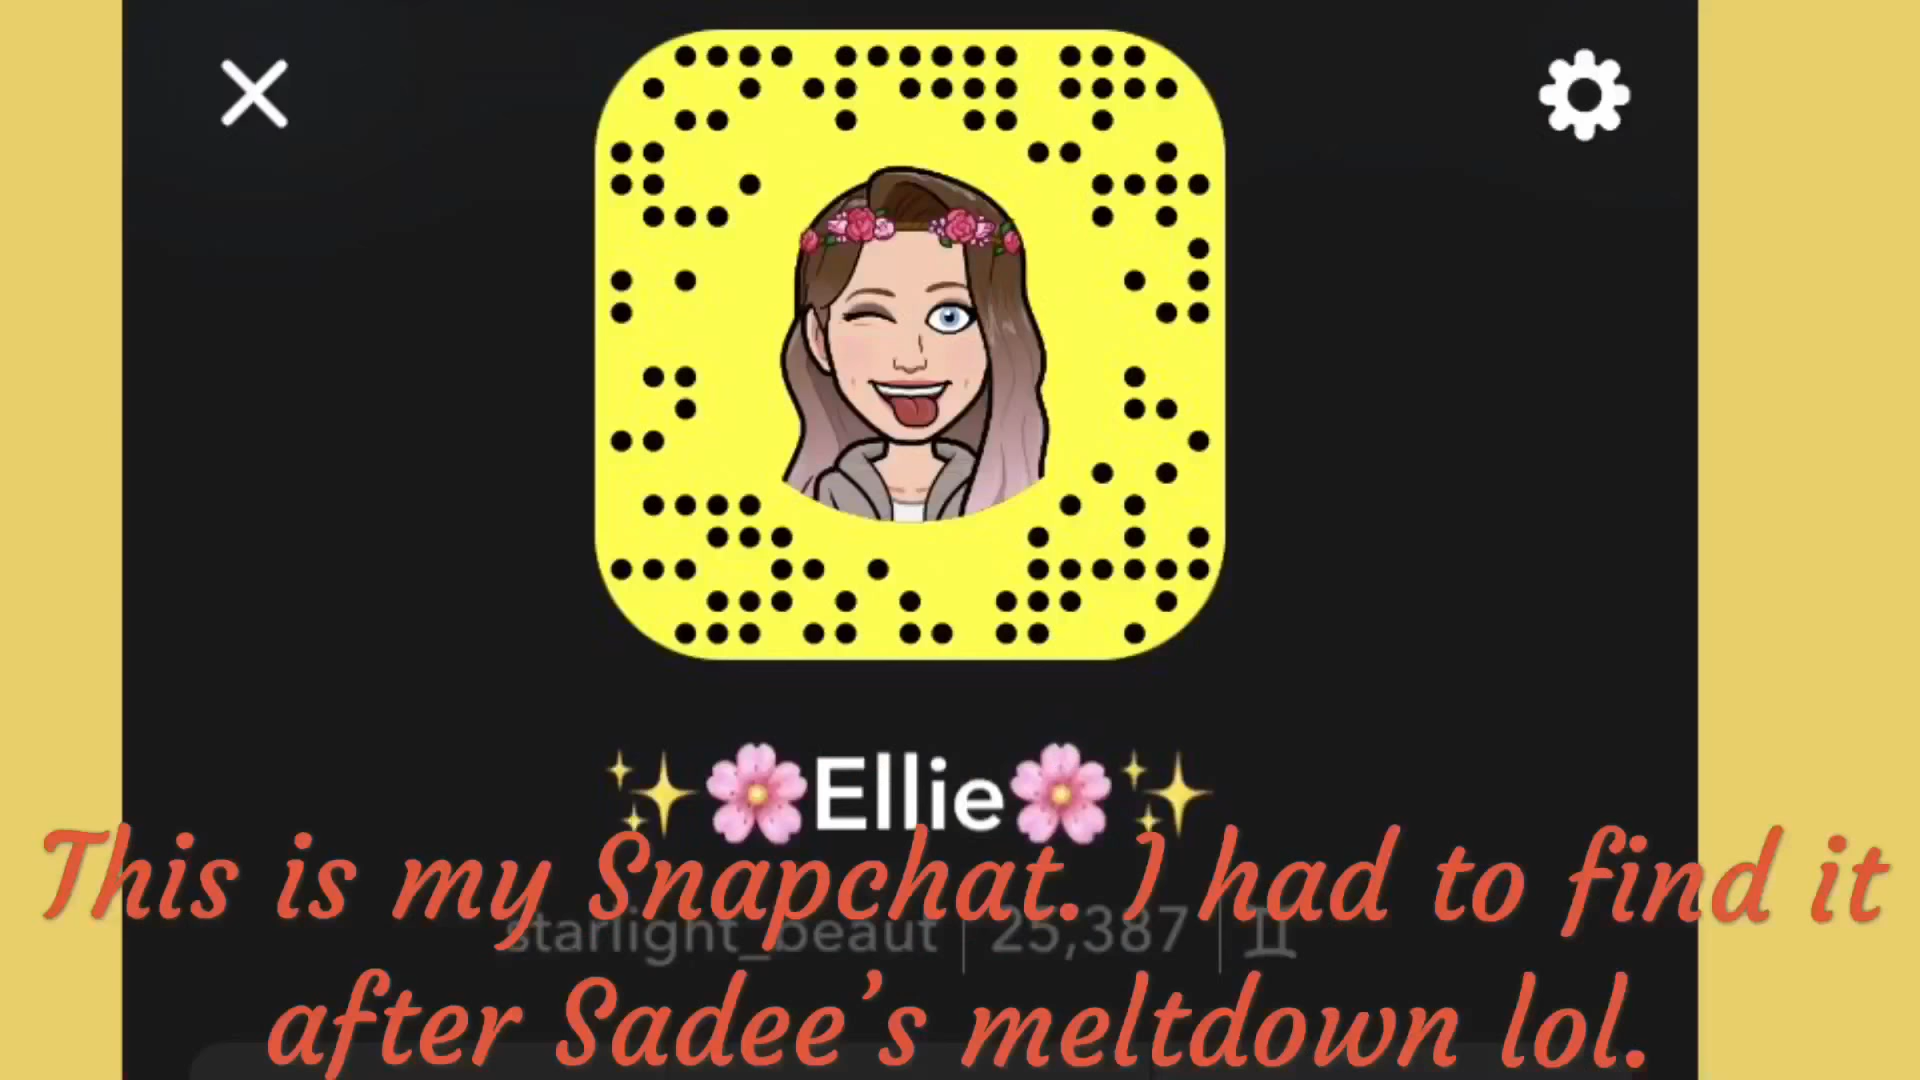 ✨🌸Ellie🌸✨
This is my Snapchat. I had to find it
starlight_beaut | 25,387 | ♊
after Sadee's meltdown lol.